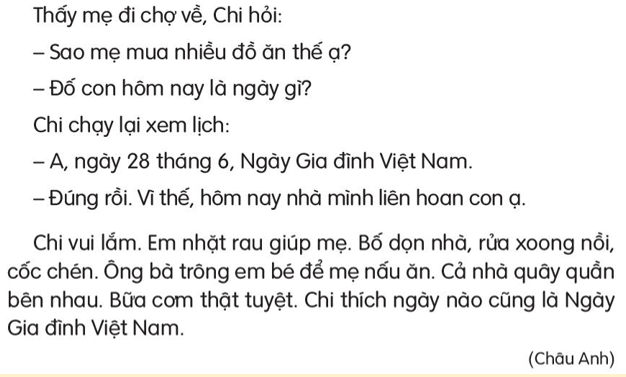 Thấy mẹ đi chợ về, Chi hỏi:
– Sao mẹ mua nhiều đồ ăn thế ạ?
– Đố con hôm nay là ngày gì?
Chi chạy lại xem lịch:
– A, ngày 28 tháng 6, Ngày Gia đình Việt Nam.
– Đúng rồi. Vì thế, hôm nay nhà mình liên hoan con ạ.
Chi vui lắm. Em nhặt rau giúp mẹ. Bố dọn nhà, rửa xoong nồi,
cốc chén. Ông bà trông em bé để mẹ nấu ăn. Cả nhà quây quần
bên nhau. Bữa cơm thật tuyệt. Chi thích ngày nào cũng là Ngày
Gia đình Việt Nam.
(Châu Anh)